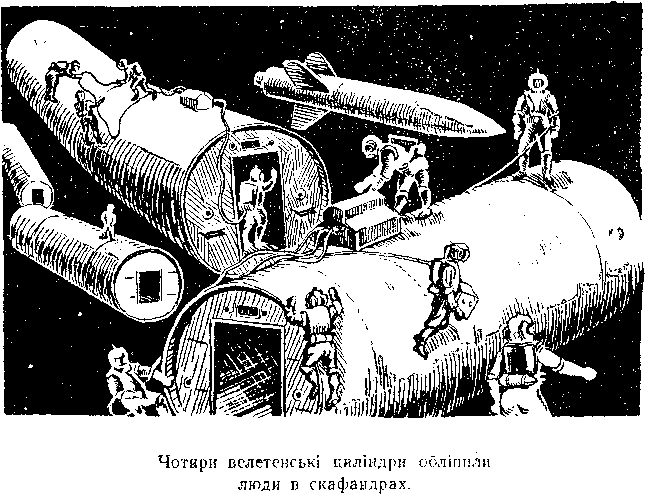 Чотири велетенські циліндри обліпили
люди в скафандрах.